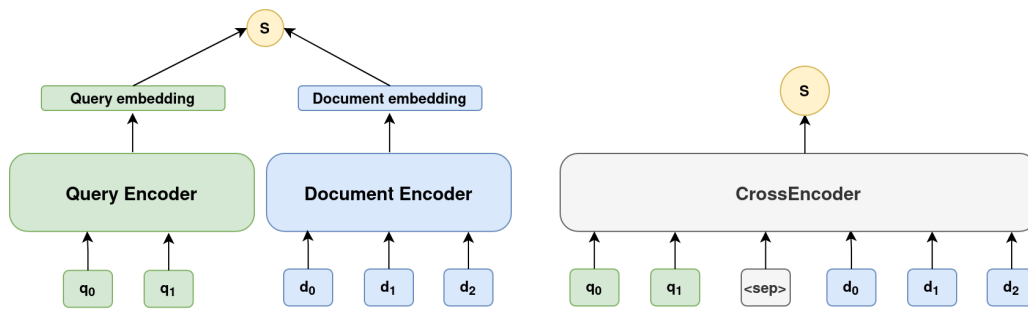 S
Query embedding
Document embedding
S
Query Encoder
Document Encoder
CrossEncoder
q0
q1
d0
d1
d2
q0
q1
<sep>
d0
d1
d2